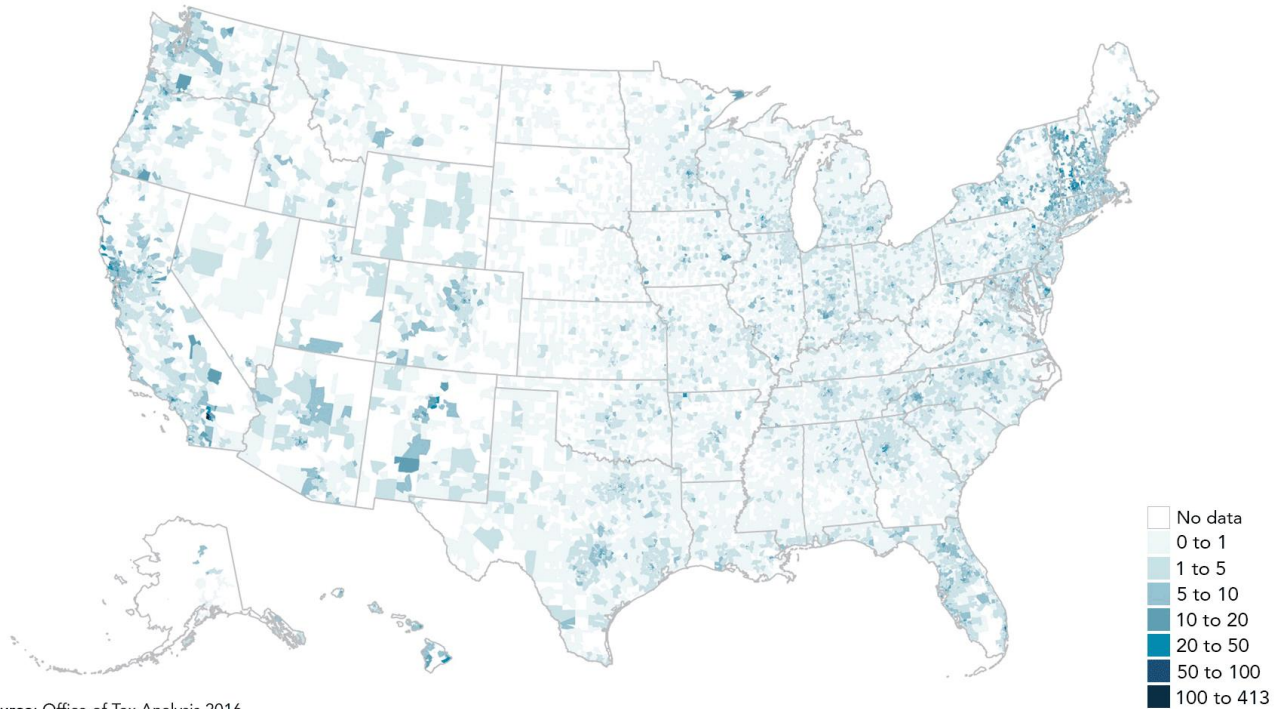 No data
0 to 1
1 to 5
5 to 10
10 to 20
20 to 50
50 to 100
100 to 413
Office of Tax Analysis 2016